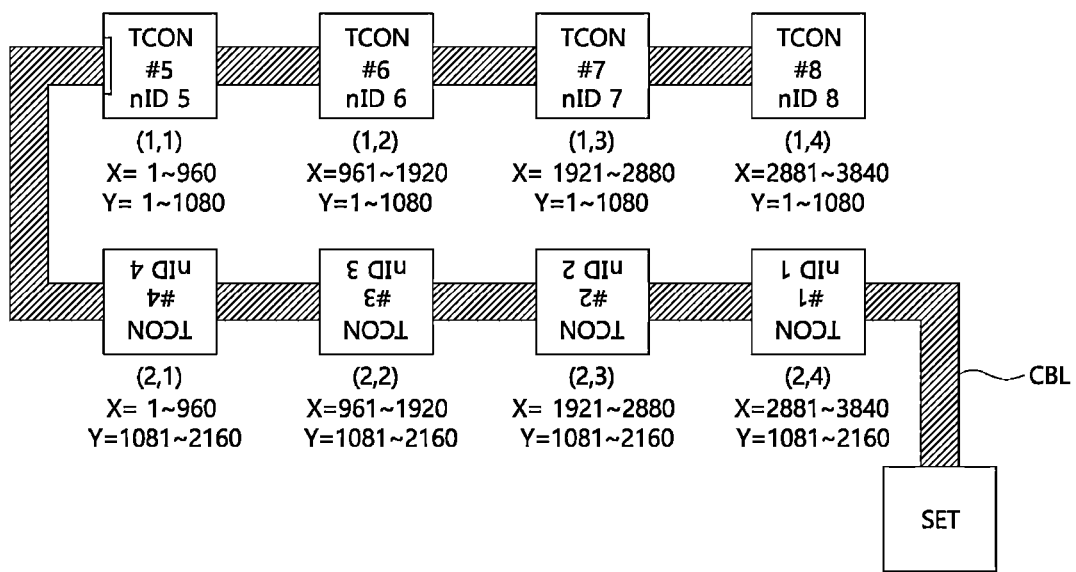 TCON
#5
nID 5
TCON
#6
nID 6
TCON
#7
nID 7
TCON
#8
nID 8
(1,1)
X= 1~960
Y= 1~1080
(1,2)
X=961~1920
Y=1~1080
(1,3)
X= 1921~2880
Y=1~1080
(1,4)
X=2881~3840
Y=1~1080
TCON
#4
nID 4
TCON
#3
nID 3
TCON
#2
nID 2
TCON
#1
nID 1
(2,1)
X= 1~960
Y=1081~2160
(2,2)
X=961~1920
Y=1081~2160
(2,3)
X= 1921~2880
Y=1081~2160
(2,4)
X=2881~3840
Y=1081~2160
CBL
SET